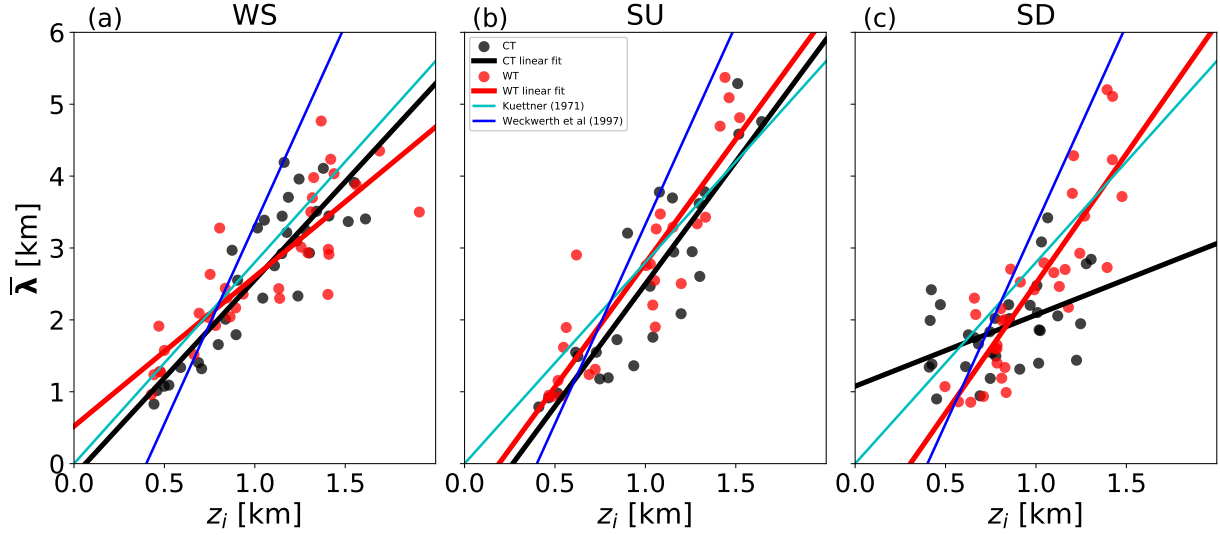 (a) WS (b) SU (c) SD
6
5
4
3
2
1
0
λ̅ [km]
CT
CT linear fit
WT
WT linear fit
Kuettner (1971)
Weckwerth et al (1997)
0.0 0.5 1.0 1.5 0.0 0.5 1.0 1.5 0.0 0.5 1.0 1.5
z_i [km] z_i [km] z_i [km]